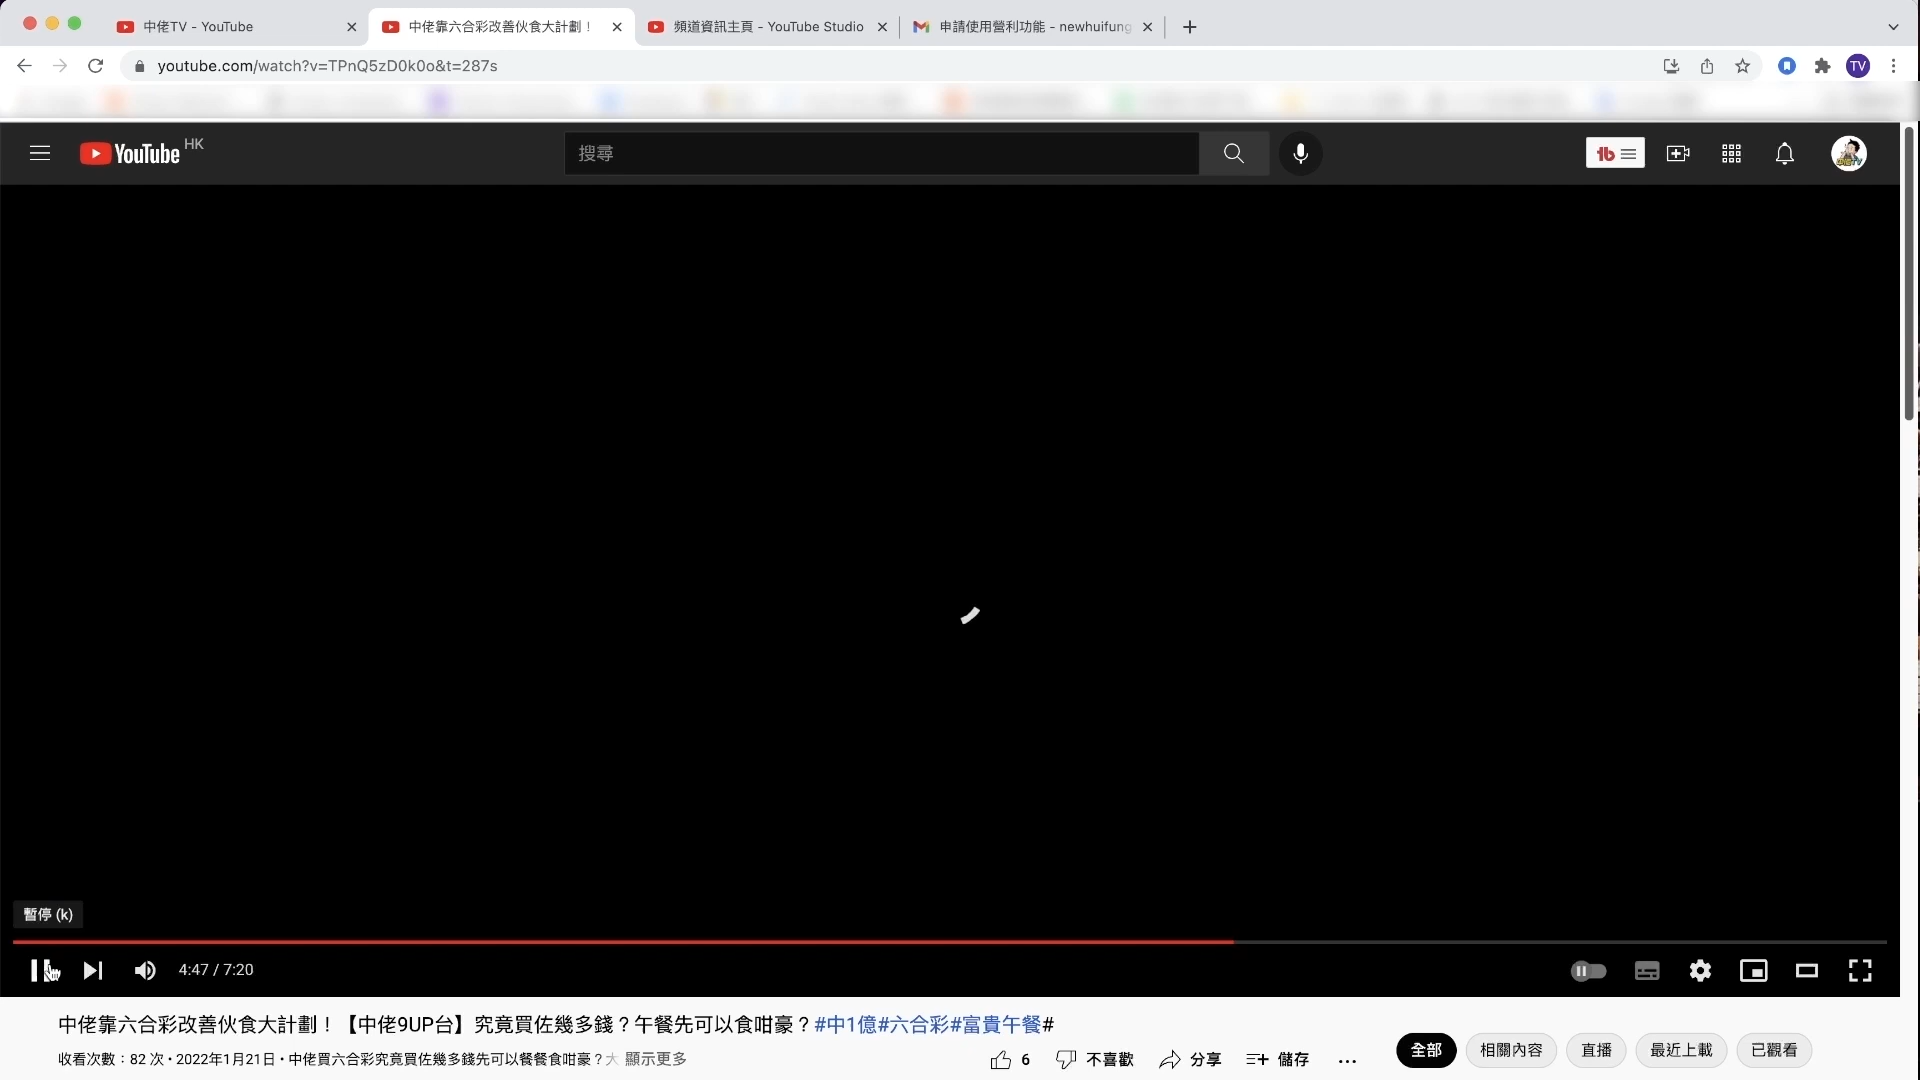 中佬TV - YouTube
中佬靠六合彩改善伙食大計劃！
頻道資訊主頁 - YouTube Studio
申請使用營利功能 - newhuifung
youtube.com/watch?v=TPnQ5zD0k0o&t=287s
TV
YouTube HK
搜尋
暫停 (k)
4:47 / 7:20
中佬靠六合彩改善伙食大計劃！【中佬9UP台】究竟買佐幾多錢？午餐先可以食咁豪？#中1億#六合彩#富貴午餐#
收看次數：82 次 • 2022年1月21日 • 中佬買六合彩究竟買佐幾多錢先可以餐餐食咁豪？大 顯示更多
6 不喜歡 分享 儲存
全部 相關內容 直播 最近上載 已觀看